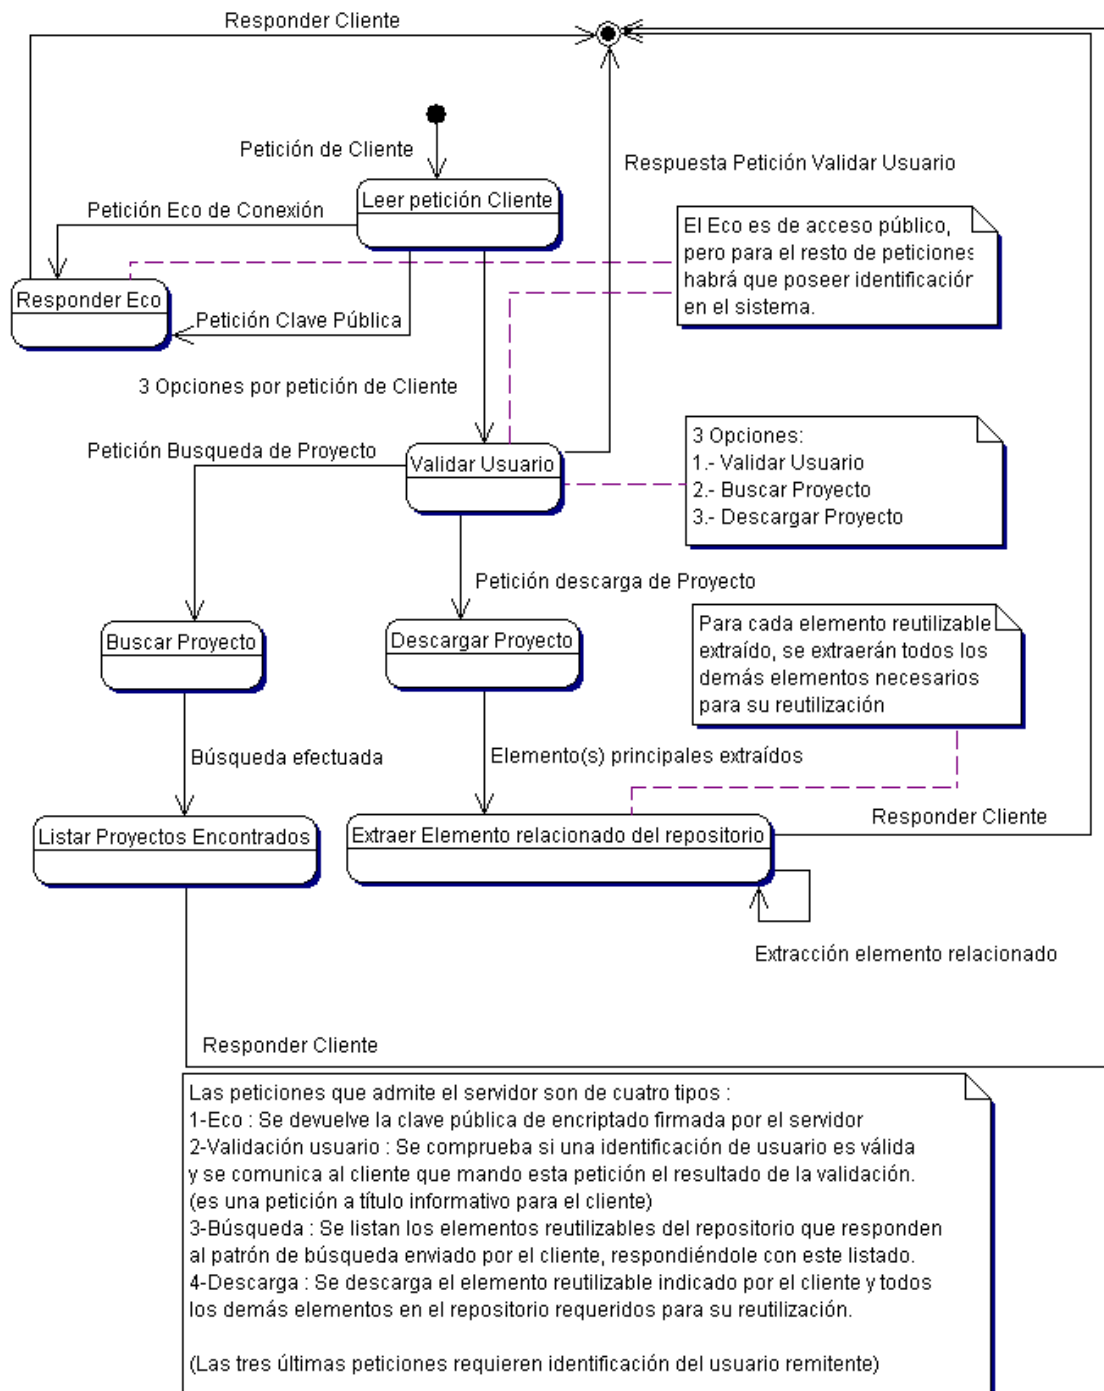 Responder Cliente
Petición de Cliente
Respuesta Petición Validar Usuario
Leer petición Cliente
Petición Eco de Conexión
El Eco es de acceso público,
pero para el resto de peticiones
habrá que poseer identificación
en el sistema.
Responder Eco
Petición Clave Pública
3 Opciones por petición de Cliente
Petición Busqueda de Proyecto
Validar Usuario
3 Opciones:
1.- Validar Usuario
2.- Buscar Proyecto
3.- Descargar Proyecto
Petición descarga de Proyecto
Buscar Proyecto
Descargar Proyecto
Para cada elemento reutilizable
extraído, se extraerán todos los
demás elementos necesarios
para su reutilización
Búsqueda efectuada
Elemento(s) principales extraídos
Listar Proyectos Encontrados
Extraer Elemento relacionado del repositorio
Responder Cliente
Extracción elemento relacionado
Responder Cliente
Las peticiones que admite el servidor son de cuatro tipos :
1-Eco : Se devuelve la clave pública de encriptado firmada por el servidor
2-Validación usuario : Se comprueba si una identificación de usuario es válida
y se comunica al cliente que mando esta petición el resultado de la validación.
(es una petición a título informativo para el cliente)
3-Búsqueda : Se listan los elementos reutilizables del repositorio que responden
al patrón de búsqueda enviado por el cliente, respondiéndole con este listado.
4-Descarga : Se descarga el elemento reutilizable indicado por el cliente y todos
los demás elementos en el repositorio requeridos para su reutilización.
(Las tres últimas peticiones requieren identificación del usuario remitente)